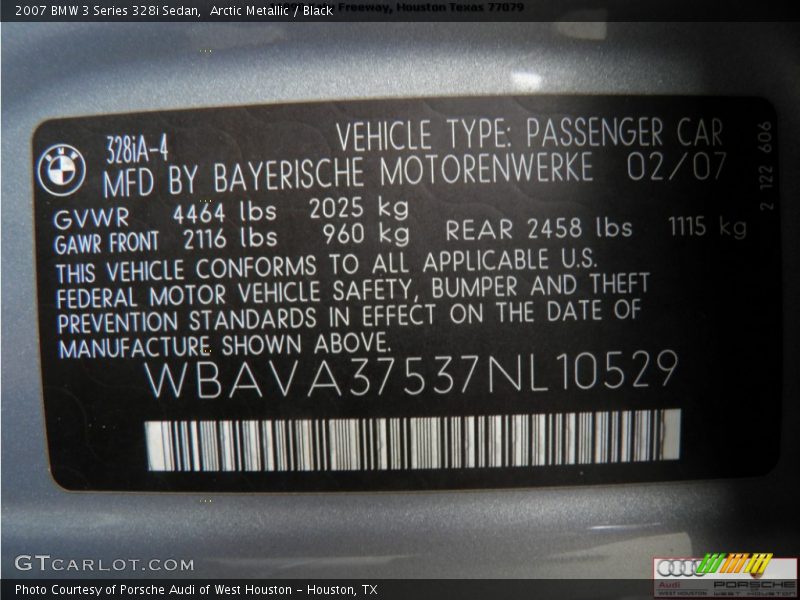 2007 BMW 3 Series 328i Sedan, Arctic Metallic / Black
Freeway, Houston Texas 77079
328iA-4
VEHICLE TYPE: PASSENGER CAR
MFD BY BAYERISCHE MOTORENWERKE 02/07
2 122 606
GVWR 4464 lbs 2025 kg
GAWR FRONT 2116 lbs 960 kg REAR 2458 lbs 1115 kg
THIS VEHICLE CONFORMS TO ALL APPLICABLE U.S.
FEDERAL MOTOR VEHICLE SAFETY, BUMPER AND THEFT
PREVENTION STANDARDS IN EFFECT ON THE DATE OF
MANUFACTURE SHOWN ABOVE.
WBAVA37537NL10529
GTCARLOT.COM
Audi PORSCHE
WEST HOUSTON WEST HOUSTON
Photo Courtesy of Porsche Audi of West Houston - Houston, TX